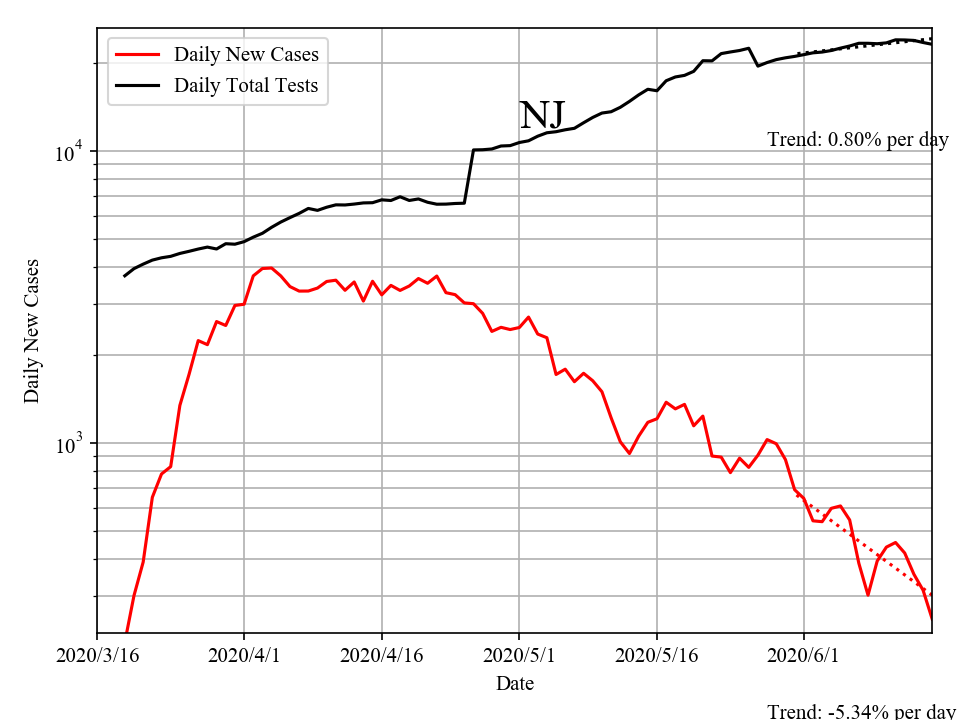 Daily New Cases
Daily Total Tests
NJ
Trend: 0.80% per day
10^4
10^3
Daily New Cases
2020/3/16 2020/4/1 2020/4/16 2020/5/1 2020/5/16 2020/6/1
Date
Trend: -5.34% per day